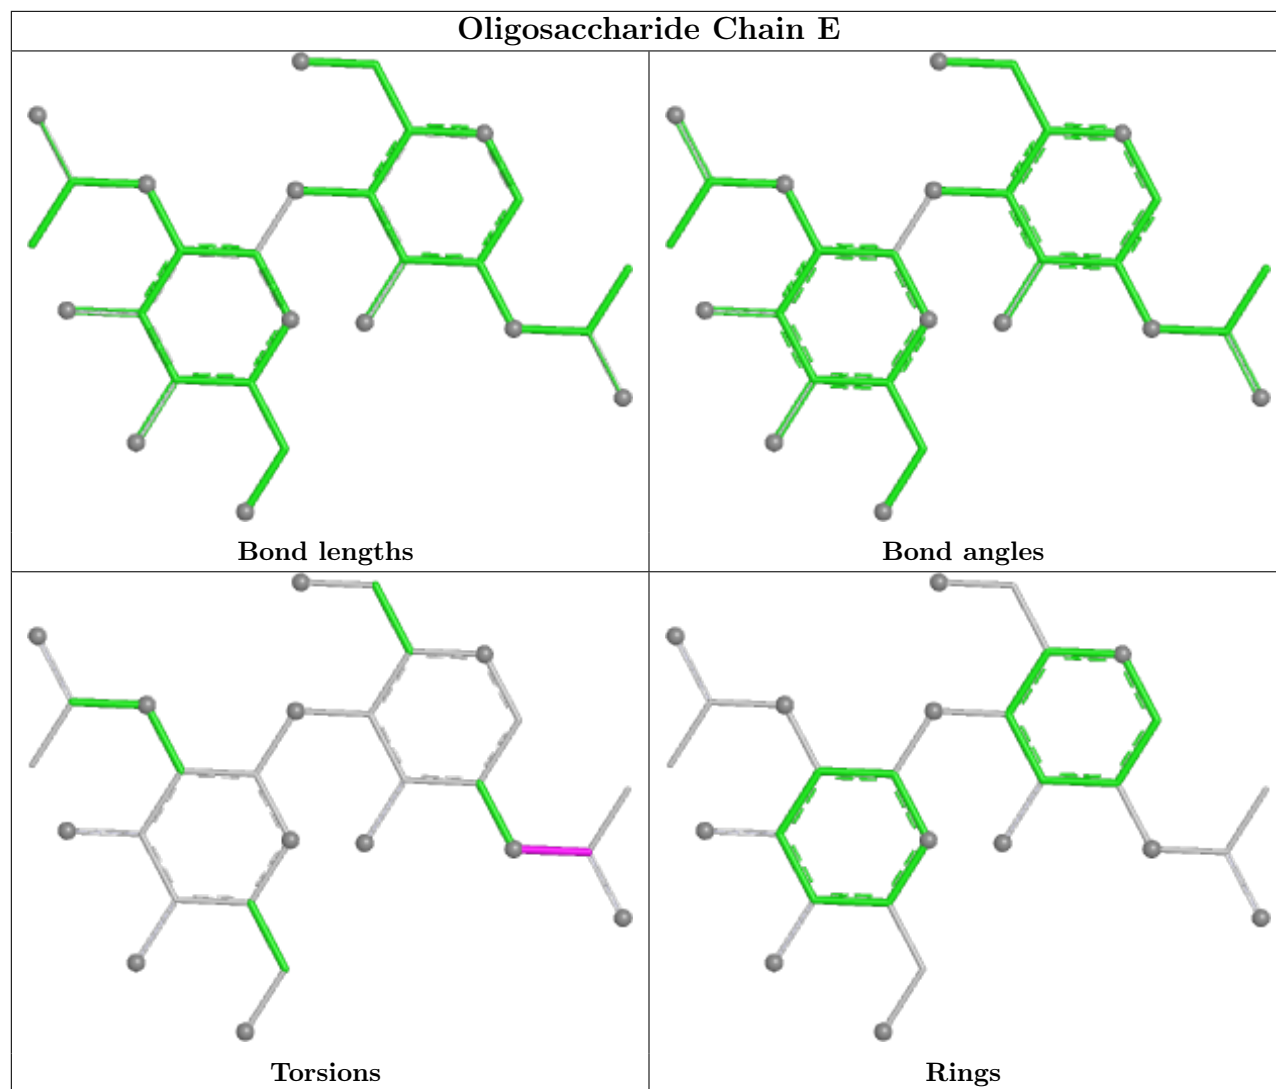 Oligosaccharide Chain E
Bond lengths
Bond angles
Torsions
Rings